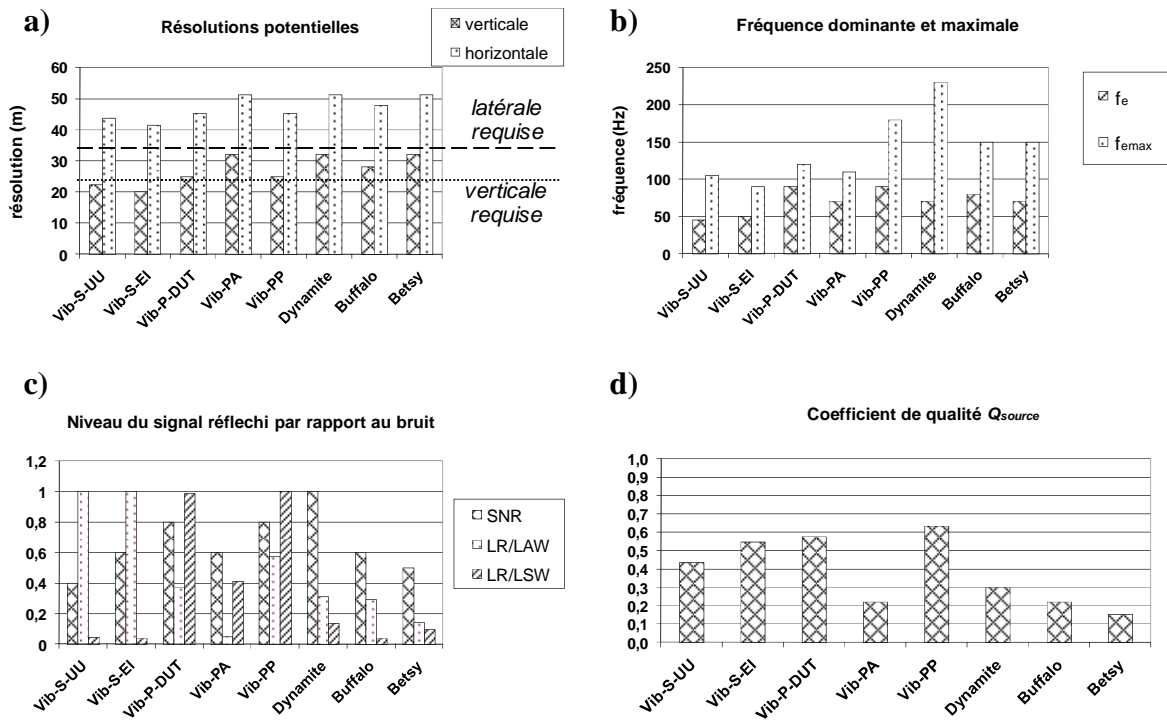 a)
Résolutions potentielles
verticale
horizontale
60
50
40
30
20
10
0
résolution (m)
latérale
requise
verticale
requise
Vib-S-UU
Vib-S-EI
Vib-P-DUT
Vib-PA
Vib-PP
Dynamite
Buffalo
Betsy
b)
Fréquence dominante et maximale
250
200
150
100
50
0
fréquence (Hz)
fe
femax
Vib-S-UU
Vib-S-EI
Vib-P-DUT
Vib-PA
Vib-PP
Dynamite
Buffalo
Betsy
c)
Niveau du signal réflechi par rapport au bruit
1,2
1
0,8
0,6
0,4
0,2
0
SNR
LR/LAW
LR/LSW
Vib-S-UU
Vib-S-EI
Vib-P-DUT
Vib-PA
Vib-PP
Dynamite
Buffalo
Betsy
d)
Coefficient de qualité Qsource
1,0
0,9
0,8
0,7
0,6
0,5
0,4
0,3
0,2
0,1
0,0
Vib-S-UU
Vib-S-EI
Vib-P-DUT
Vib-PA
Vib-PP
Dynamite
Buffalo
Betsy